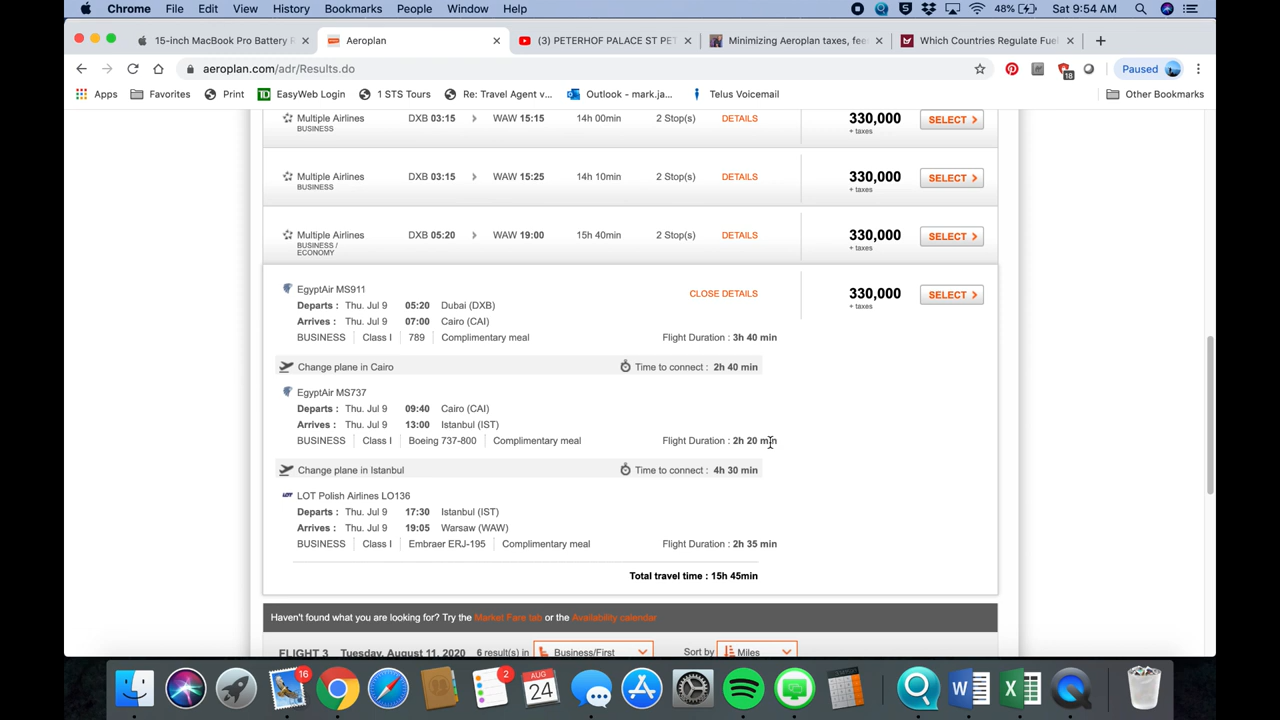 Chrome File Edit View History Bookmarks People Window Help 48% Sat 9:54 AM
15-inch MacBook Pro Battery R Aeroplan (3) PETERHOF PALACE ST PET Minimizing Aeroplan taxes, fee Which Countries Regulate Fuel
aeroplan.com/adr/Results.do 18 Paused
Apps Favorites Print EasyWeb Login 1 STS Tours Re: Travel Agent v... Outlook - mark.ja... Telus Voicemail Other Bookmarks
Multiple Airlines DXB 03:15 WAW 15:15 14h 00min 2 Stop(s) DETAILS 330,000 SELECT
BUSINESS + taxes
Multiple Airlines DXB 03:15 WAW 15:25 14h 10min 2 Stop(s) DETAILS 330,000 SELECT
BUSINESS + taxes
Multiple Airlines DXB 05:20 WAW 19:00 15h 40min 2 Stop(s) DETAILS 330,000 SELECT
BUSINESS / + taxes
ECONOMY
EgyptAir MS911 CLOSE DETAILS 330,000 SELECT
Departs : Thu. Jul 9 05:20 Dubai (DXB) + taxes
Arrives : Thu. Jul 9 07:00 Cairo (CAI)
BUSINESS Class I 789 Complimentary meal Flight Duration : 3h 40 min
Change plane in Cairo Time to connect : 2h 40 min
EgyptAir MS737
Departs : Thu. Jul 9 09:40 Cairo (CAI)
Arrives : Thu. Jul 9 13:00 Istanbul (IST)
BUSINESS Class I Boeing 737-800 Complimentary meal Flight Duration : 2h 20 min
Change plane in Istanbul Time to connect : 4h 30 min
LOT Polish Airlines LO136
Departs : Thu. Jul 9 17:30 Istanbul (IST)
Arrives : Thu. Jul 9 19:05 Warsaw (WAW)
BUSINESS Class I Embraer ERJ-195 Complimentary meal Flight Duration : 2h 35 min
Total travel time : 15h 45min
Haven't found what you are looking for? Try the Market Fare tab or the Availability calendar
FLIGHT 3 Tuesday, August 11, 2020 6 result(s) in Business/First Sort by Miles
16 2 AUG 24